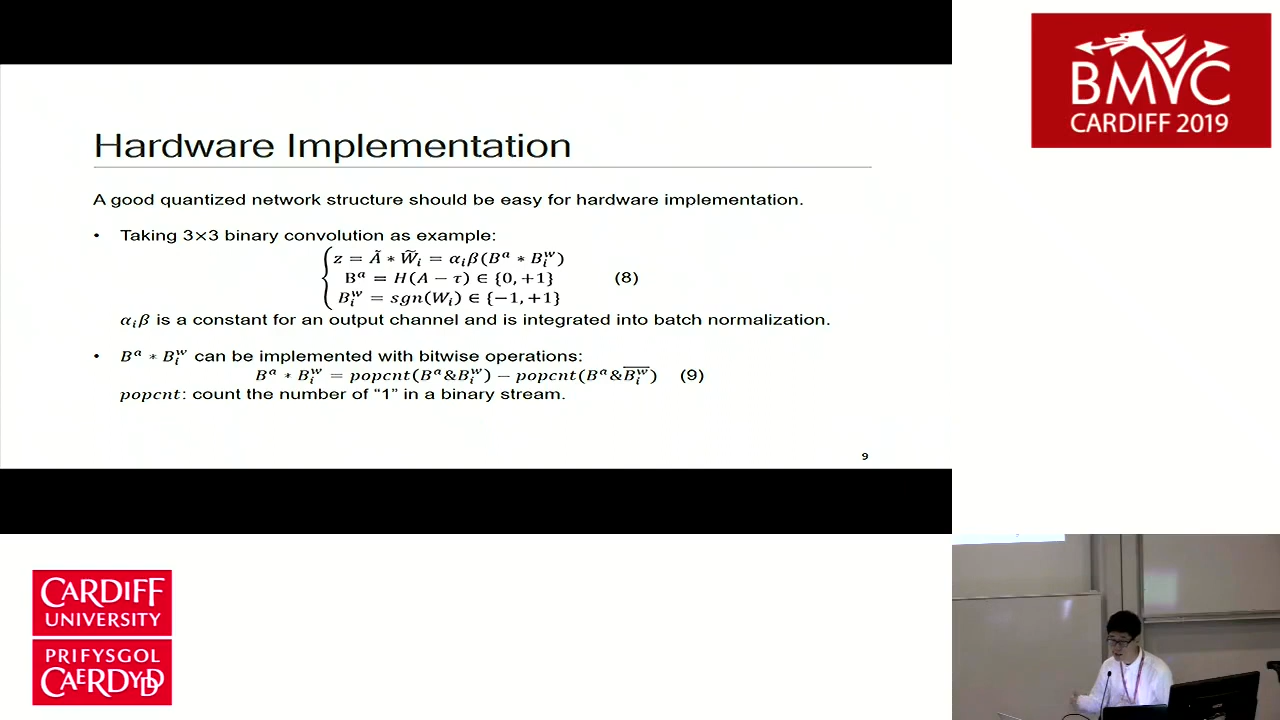 BMVC
CARDIFF 2019
Hardware Implementation
A good quantized network structure should be easy for hardware implementation.
• Taking 3×3 binary convolution as example:
z = Ã ∗ W̃ᵢ = αᵢβ(Bᵃ ∗ Bᵢʷ)
Bᵃ = H(A − τ) ∈ {0, +1} (8)
Bᵢʷ = sgn(Wᵢ) ∈ {−1, +1}
αᵢβ is a constant for an output channel and is integrated into batch normalization.
• Bᵃ ∗ Bᵢʷ can be implemented with bitwise operations:
Bᵃ ∗ Bᵢʷ = popcnt(Bᵃ&Bᵢʷ) − popcnt(Bᵃ&B̅ᵢʷ) (9)
popcnt: count the number of “1” in a binary stream.
9
CARDIFF
UNIVERSITY
PRIFYSGOL
CAERDYDD